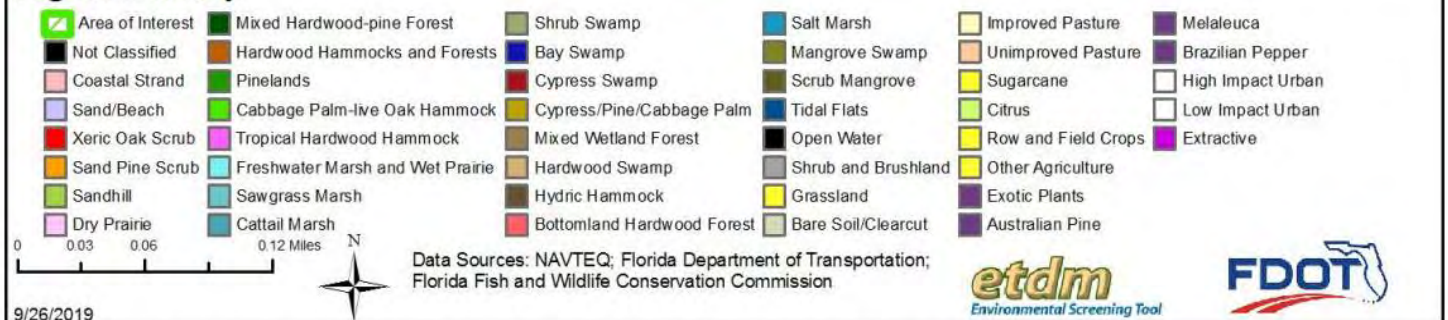 Area of Interest
Not Classified
Coastal Strand
Sand/Beach
Xeric Oak Scrub
Sand Pine Scrub
Sandhill
Dry Prairie
Mixed Hardwood-pine Forest
Hardwood Hammocks and Forests
Pinelands
Cabbage Palm-live Oak Hammock
Tropical Hardwood Hammock
Freshwater Marsh and Wet Prairie
Sawgrass Marsh
Cattail Marsh
Shrub Swamp
Bay Swamp
Cypress Swamp
Cypress/Pine/Cabbage Palm
Mixed Wetland Forest
Hardwood Swamp
Hydric Hammock
Bottomland Hardwood Forest
Salt Marsh
Mangrove Swamp
Scrub Mangrove
Tidal Flats
Open Water
Shrub and Brushland
Grassland
Bare Soil/Clearcut
Improved Pasture
Unimproved Pasture
Sugarcane
Citrus
Row and Field Crops
Other Agriculture
Exotic Plants
Australian Pine
Melaleuca
Brazilian Pepper
High Impact Urban
Low Impact Urban
Extractive
0 0.03 0.06 0.12 Miles
N
Data Sources: NAVTEQ; Florida Department of Transportation;
Florida Fish and Wildlife Conservation Commission
etdm
Environmental Screening Tool
FDOT
9/26/2019